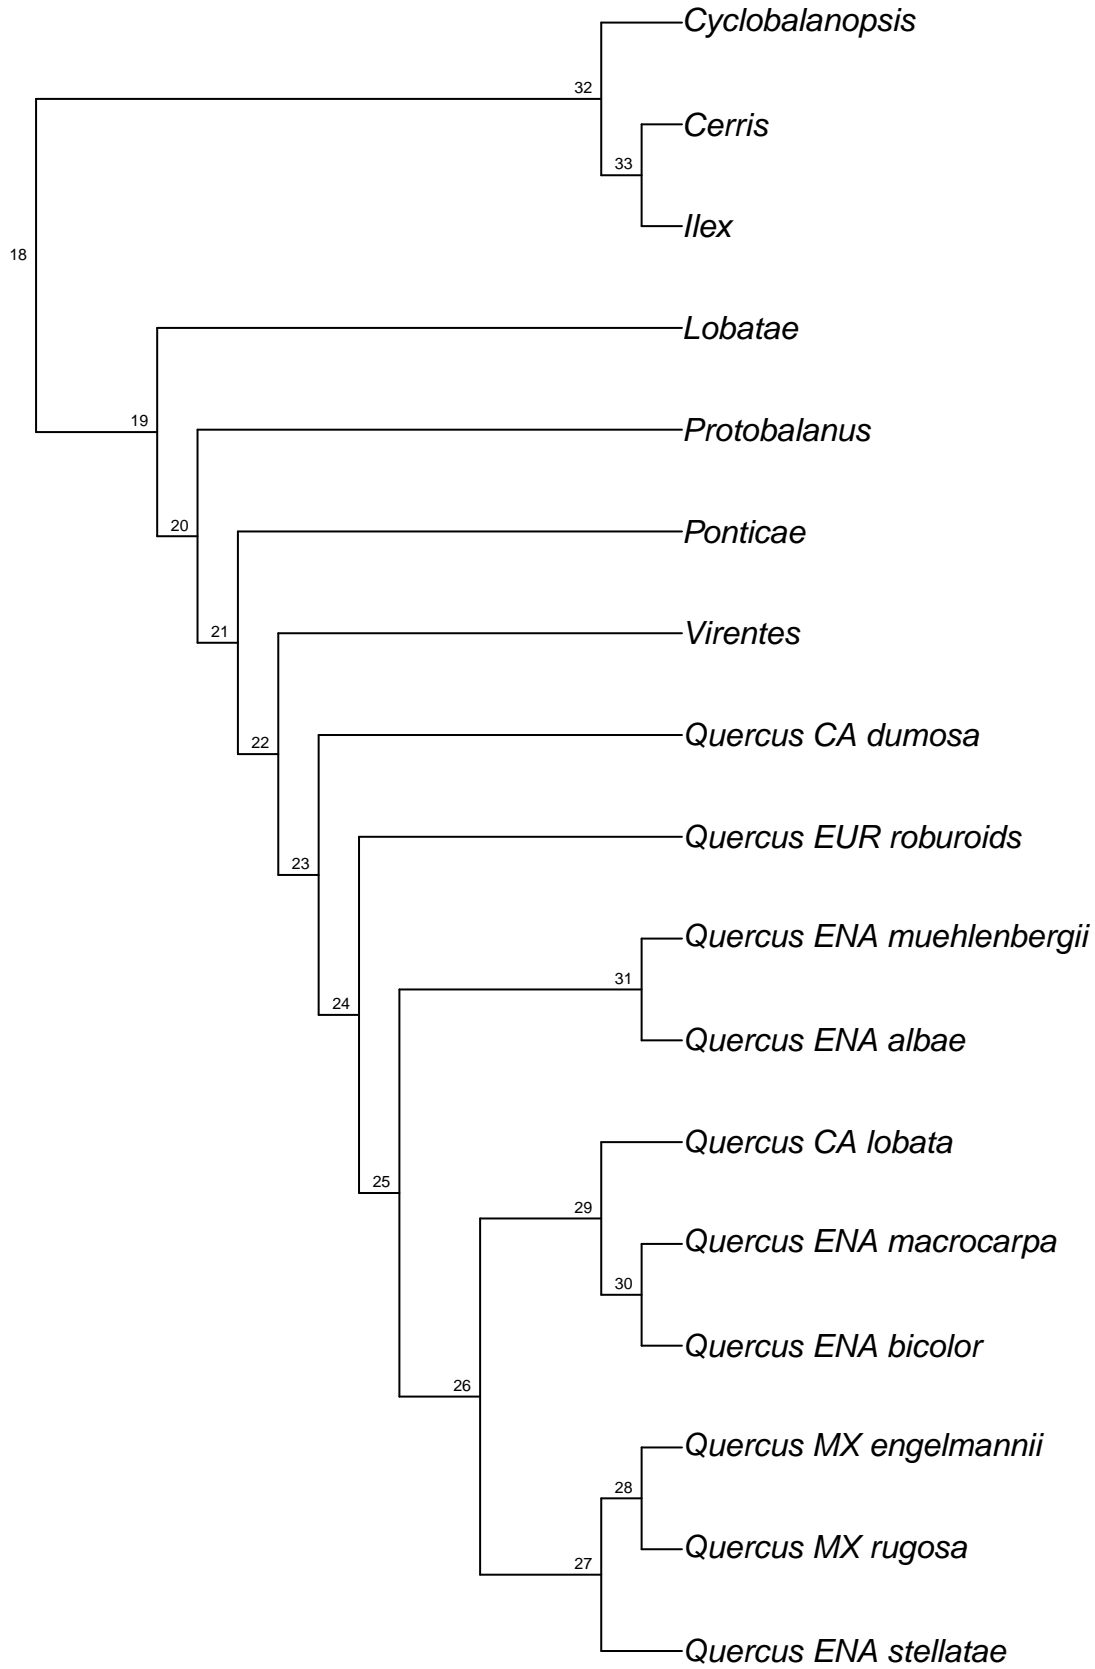 Cyclobalanopsis
32
Cerris
33
Ilex
18
Lobatae
19
Protobalanus
20
Ponticae
21
Virentes
22
Quercus CA dumosa
23
Quercus EUR roburoids
Quercus ENA muehlenbergii
31
24
Quercus ENA albae
Quercus CA lobata
25
29
Quercus ENA macrocarpa
30
Quercus ENA bicolor
26
Quercus MX engelmannii
28
Quercus MX rugosa
27
Quercus ENA stellatae